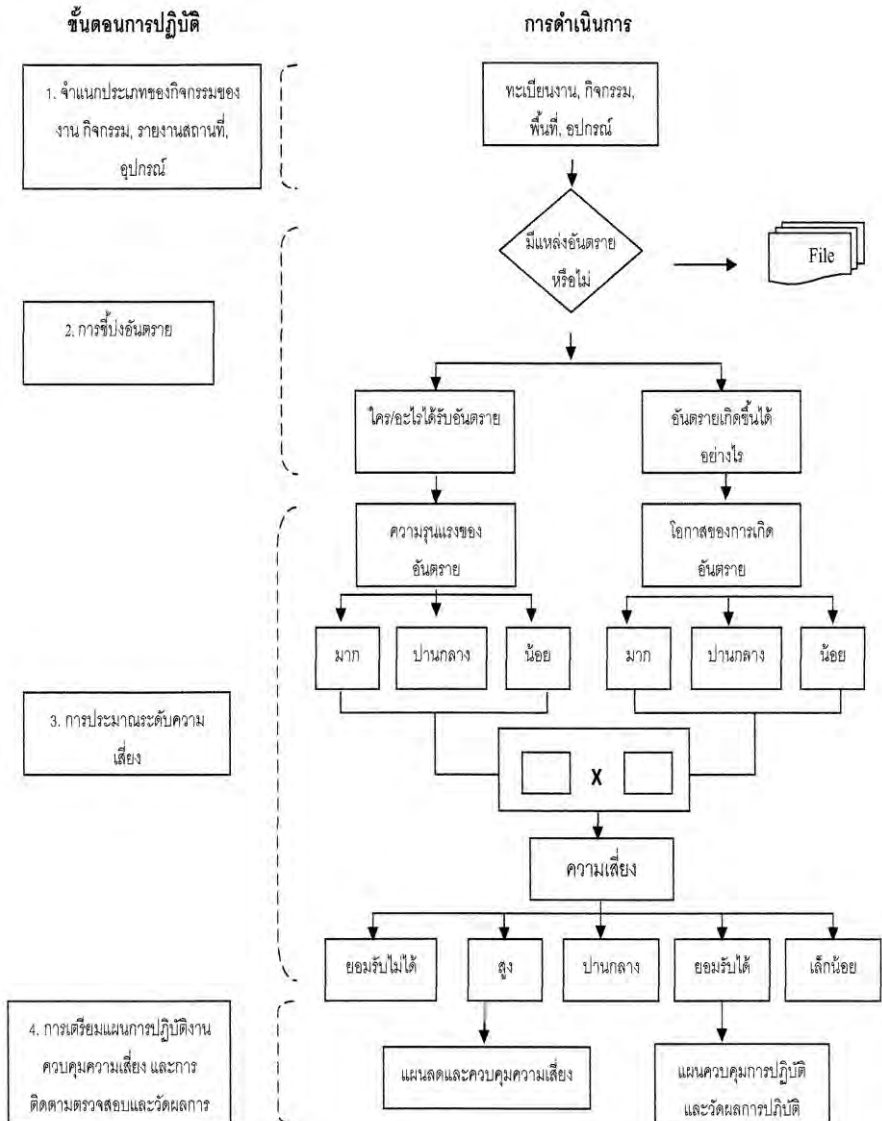 ขั้นตอนการปฏิบัติ
การดำเนินการ
1. จำแนกประเภทของกิจกรรมของ
งาน กิจกรรม, รายงานสถานที่,
อุปกรณ์
ทะเบียนงาน, กิจกรรม,
พื้นที่, อุปกรณ์
มีแหล่งอันตราย
หรือไม่
File
2. การชี้บ่งอันตราย
ใคร/อะไรได้รับอันตราย
อันตรายเกิดขึ้นได้
อย่างไร
ความรุนแรงของ
อันตราย
โอกาสของการเกิด
อันตราย
มาก
ปานกลาง
น้อย
มาก
ปานกลาง
น้อย
3. การประมาณระดับความ
เสี่ยง
X
ความเสี่ยง
ยอมรับไม่ได้
สูง
ปานกลาง
ยอมรับได้
เล็กน้อย
4. การเตรียมแผนการปฏิบัติงาน
ควบคุมความเสี่ยง และการ
ติดตามตรวจสอบและวัดผลการ
แผนลดและควบคุมความเสี่ยง
แผนควบคุมการปฏิบัติ
และวัดผลการปฏิบัติ